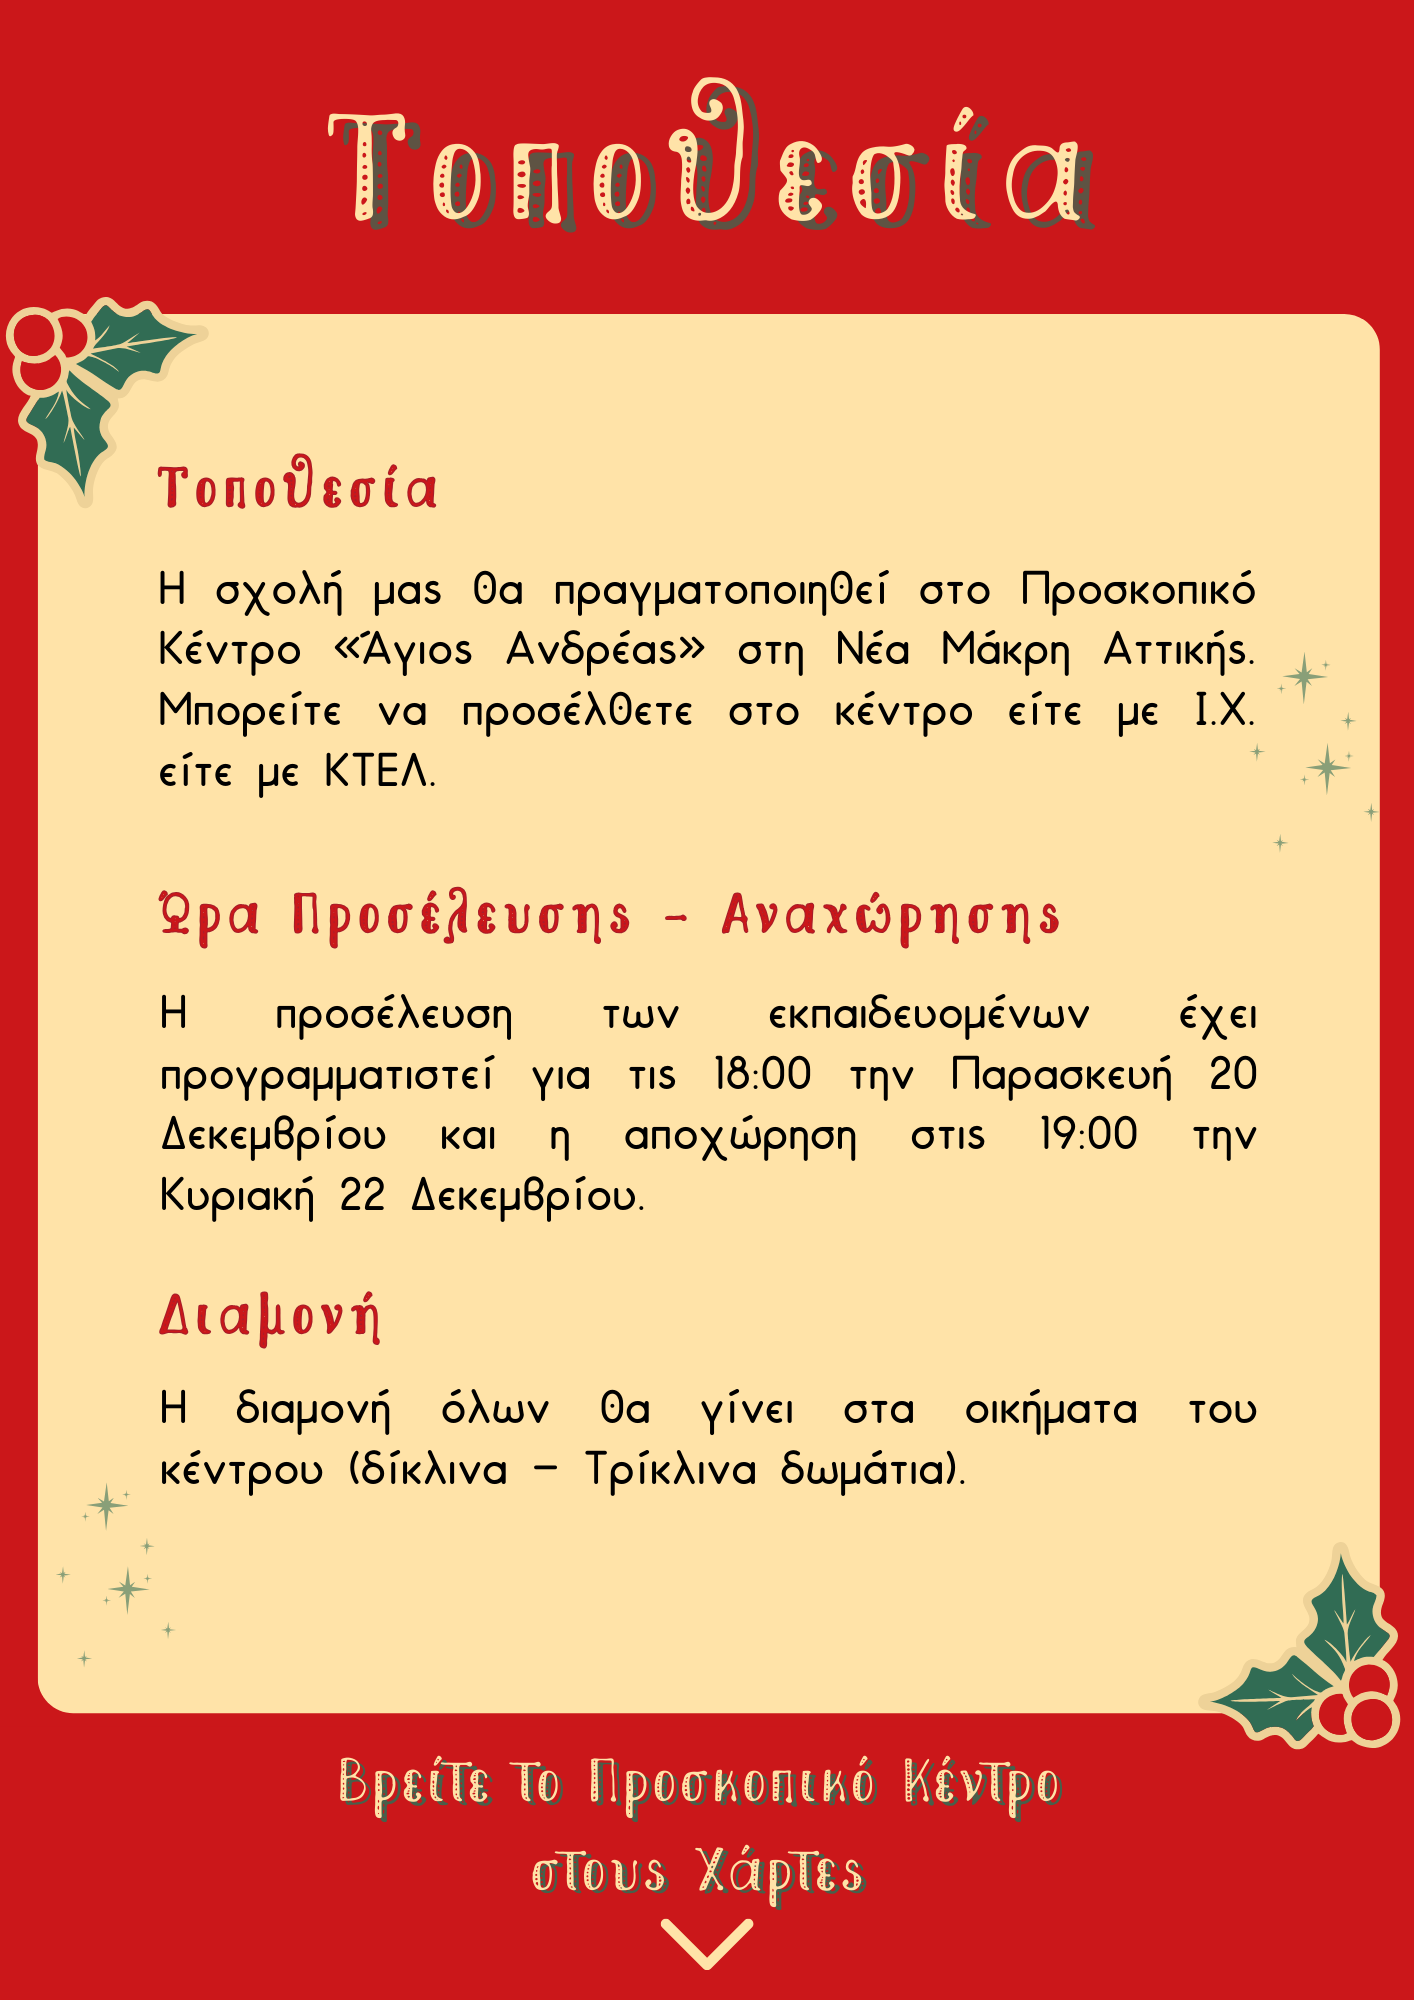 Τοποθεσία
Τοποθεσία
Η σχολή μας θα πραγματοποιηθεί στο Προσκοπικό
Κέντρο «Άγιος Ανδρέας» στη Νέα Μάκρη Αττικής.
Μπορείτε να προσέλθετε στο κέντρο είτε με Ι.Χ.
είτε με ΚΤΕΛ.
Ώρα Προσέλευσης - Αναχώρησης
Η προσέλευση των εκπαιδευομένων έχει
προγραμματιστεί για τις 18:00 την Παρασκευή 20
Δεκεμβρίου και η αποχώρηση στις 19:00 την
Κυριακή 22 Δεκεμβρίου.
Διαμονή
Η διαμονή όλων θα γίνει στα οικήματα του
κέντρου (δίκλινα – Τρίκλινα δωμάτια).
Βρείτε το Προσκοπικό Κέντρο
στους Χάρτες